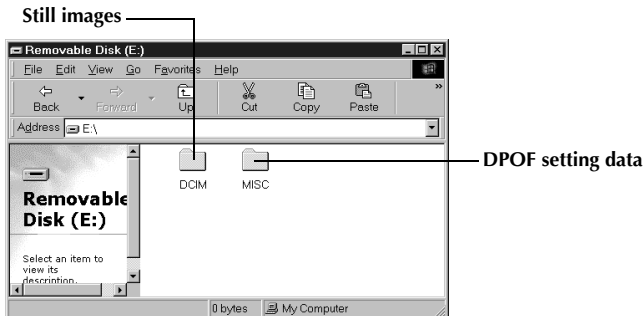 Still images
Removable Disk (E:)
File Edit View Go Favorites Help
Back Forward Up Cut Copy Paste »
Address E:\
DPOF setting data
DCIM MISC
Removable
Disk (E:)
Select an item to
view its
description.
0 bytes My Computer